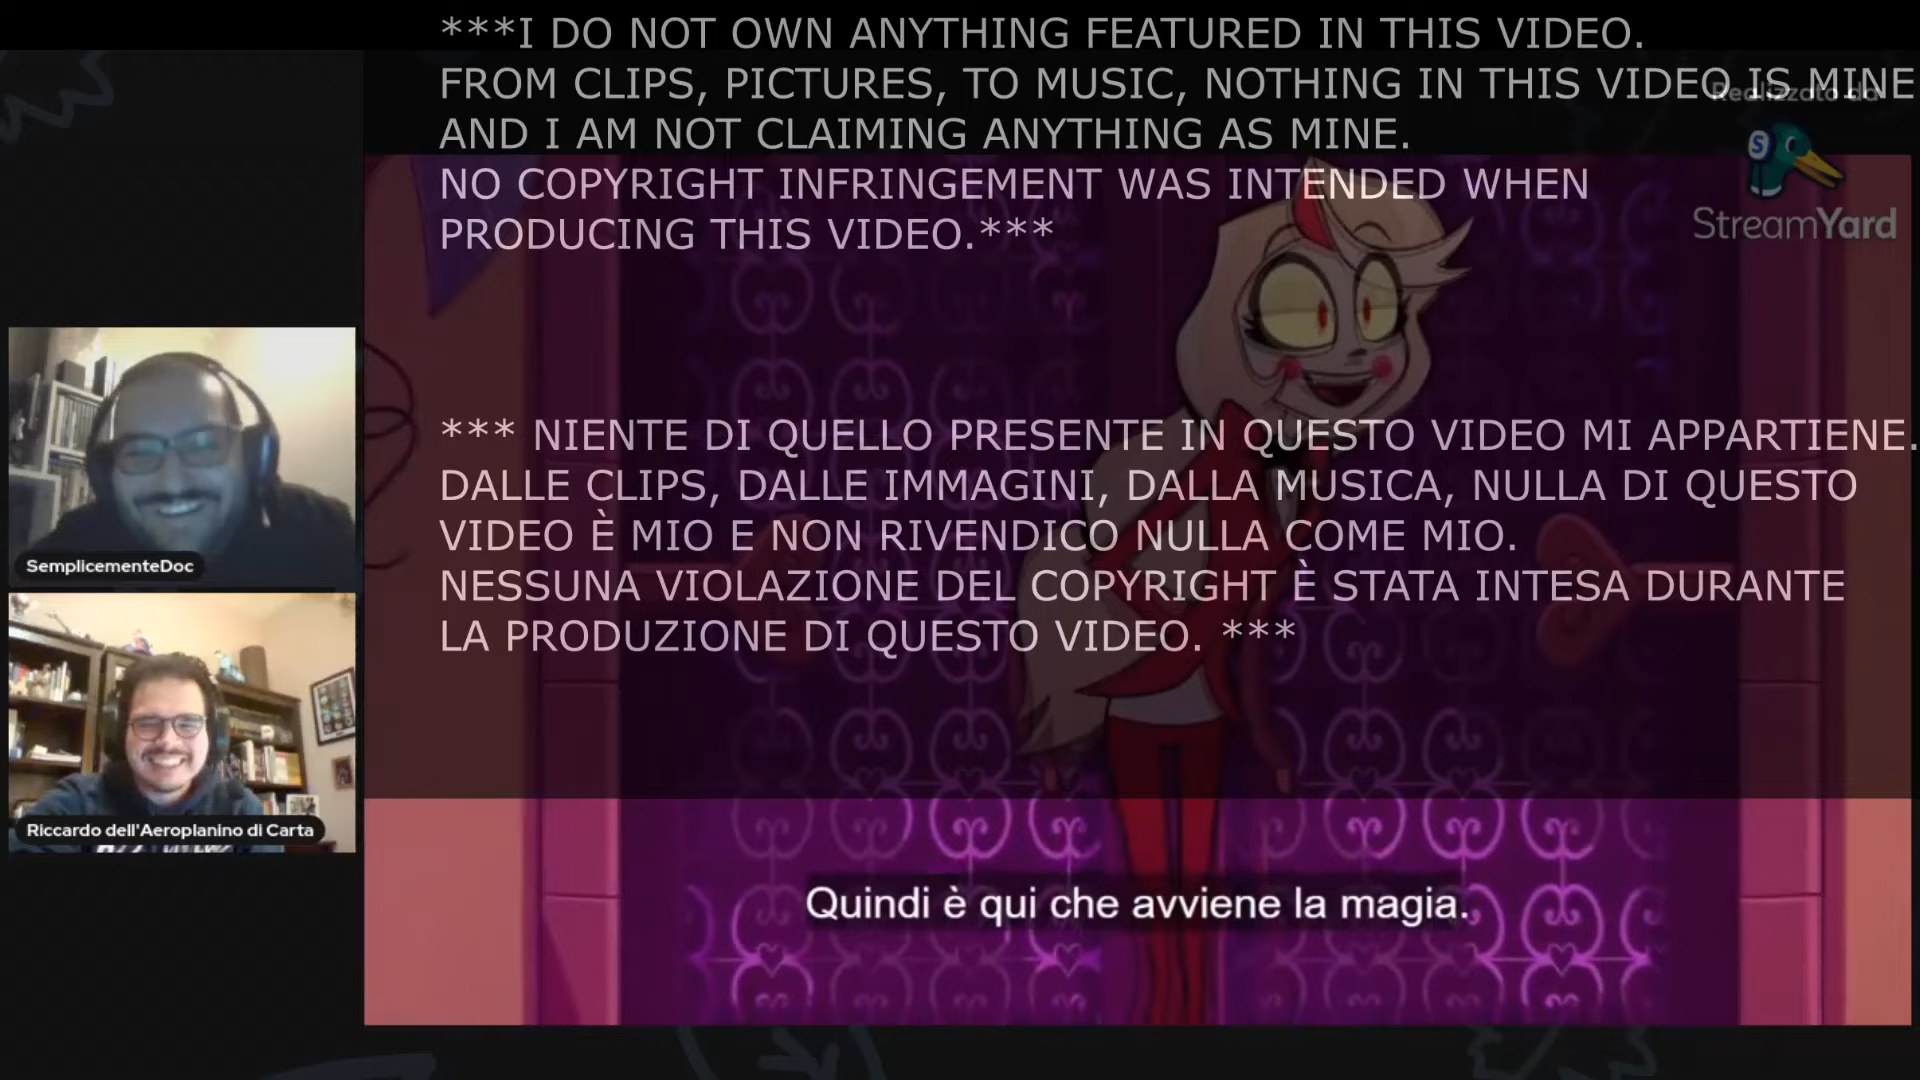 ***I DO NOT OWN ANYTHING FEATURED IN THIS VIDEO.
FROM CLIPS, PICTURES, TO MUSIC, NOTHING IN THIS VIDEO IS MINE
AND I AM NOT CLAIMING ANYTHING AS MINE.
NO COPYRIGHT INFRINGEMENT WAS INTENDED WHEN
PRODUCING THIS VIDEO.***
Realizzato da
S
StreamYard
*** NIENTE DI QUELLO PRESENTE IN QUESTO VIDEO MI APPARTIENE.
DALLE CLIPS, DALLE IMMAGINI, DALLA MUSICA, NULLA DI QUESTO
VIDEO È MIO E NON RIVENDICO NULLA COME MIO.
NESSUNA VIOLAZIONE DEL COPYRIGHT È STATA INTESA DURANTE
LA PRODUZIONE DI QUESTO VIDEO. ***
SemplicementeDoc
Riccardo dell'Aeroplanino di Carta
Quindi è qui che avviene la magia.